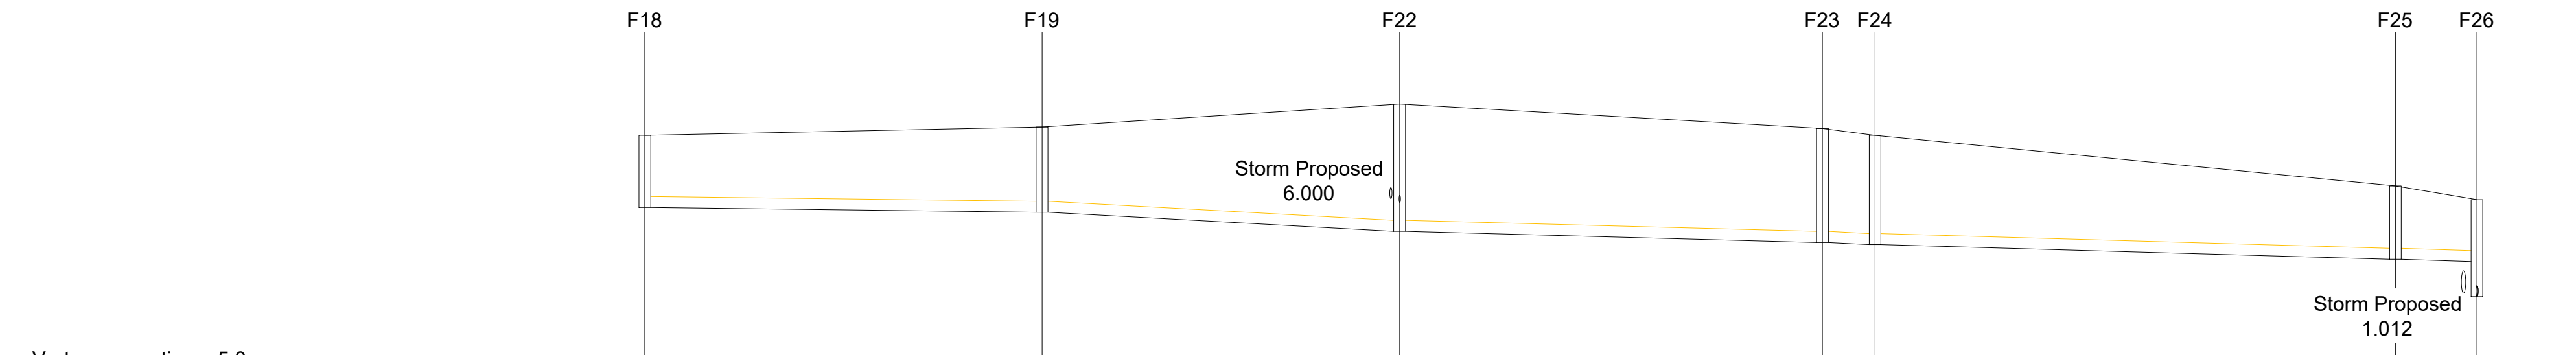 F18 F19 F22 F23 F24 F25 F26
Storm Proposed
6.000
Storm Proposed
1.012